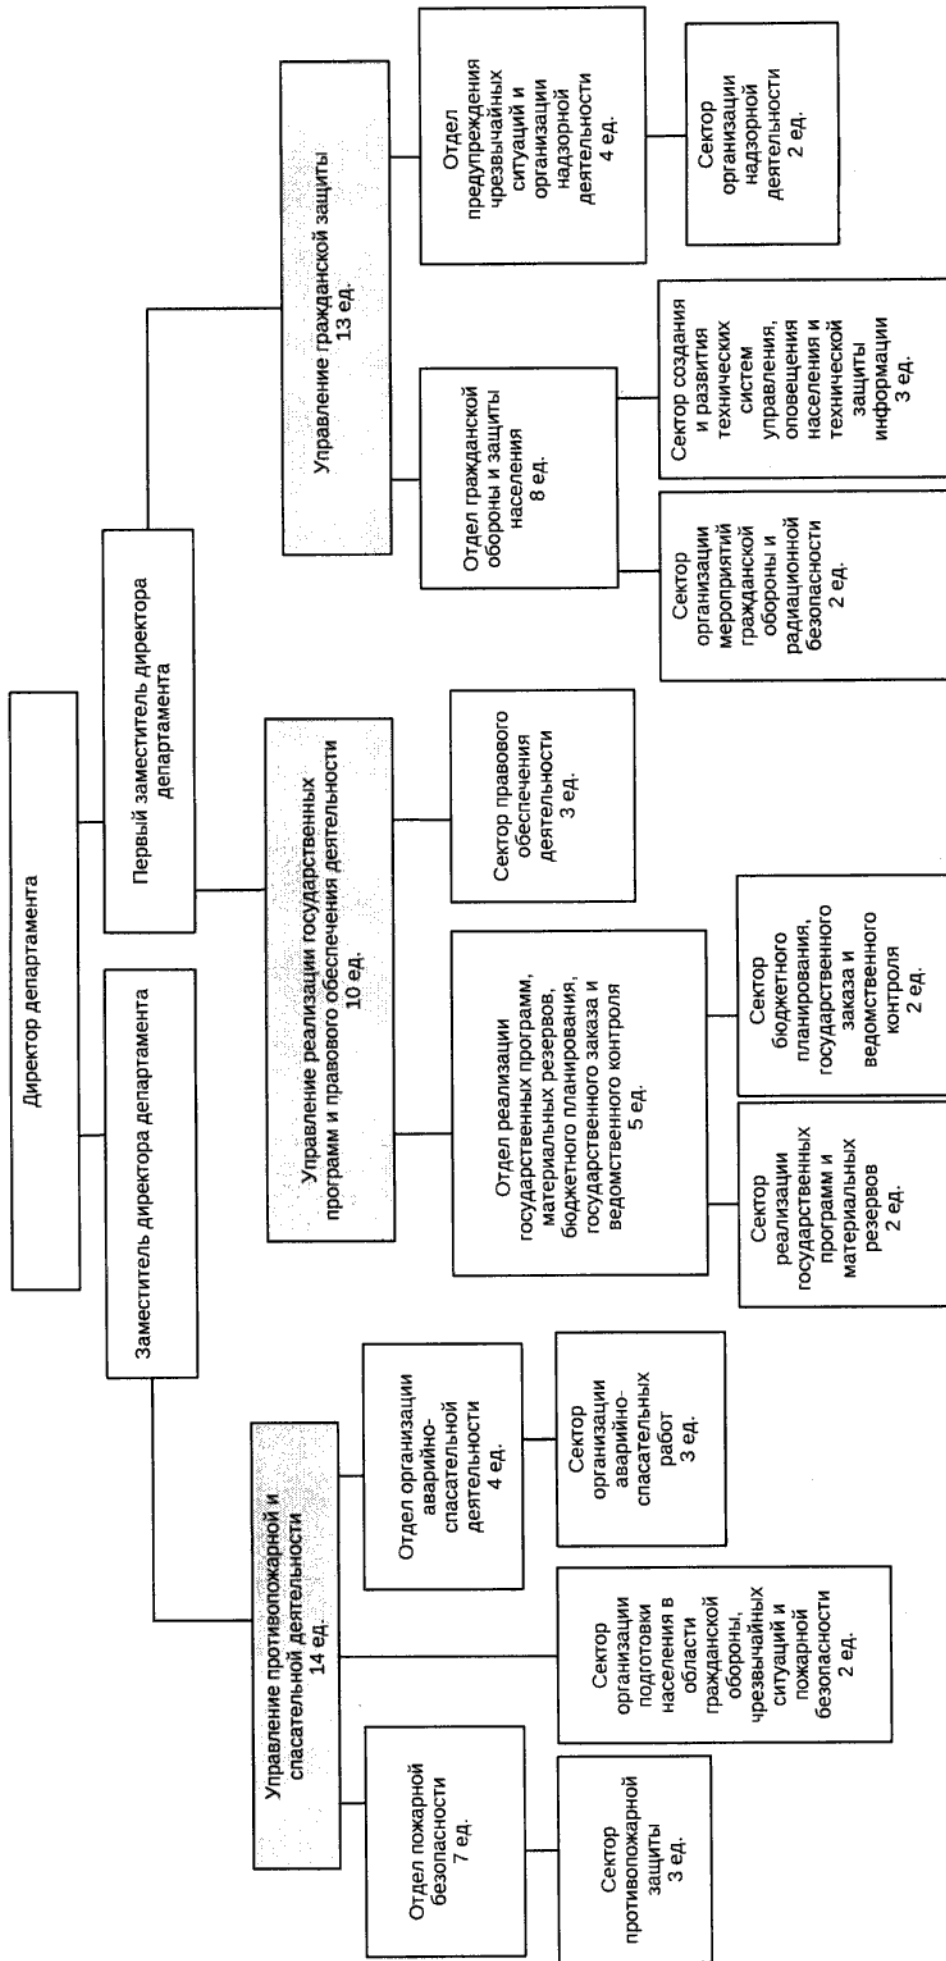 Директор департамента
Заместитель директора департамента
Первый заместитель директора
департамента
Управление противопожарной и
спасательной деятельности
14 ед.
Управление реализации государственных
программ и правового обеспечения деятельности
10 ед.
Управление гражданской защиты
13 ед.
Отдел пожарной
безопасности
7 ед.
Отдел организации
аварийно-
спасательной
деятельности
4 ед.
Отдел реализации
государственных программ,
материальных резервов,
бюджетного планирования,
государственного заказа и
ведомственного контроля
5 ед.
Сектор правового
обеспечения
деятельности
3 ед.
Отдел гражданской
обороны и защиты
населения
8 ед.
Отдел
предупреждения
чрезвычайных
ситуаций и
организации
надзорной
деятельности
4 ед.
Сектор
противопожарной
защиты
3 ед.
Сектор
организации
подготовки
населения в
области
гражданской
обороны,
чрезвычайных
ситуаций и
пожарной
безопасности
2 ед.
Сектор
организации
аварийно-
спасательных
работ
3 ед.
Сектор
реализации
государственных
программ и
материальных
резервов
2 ед.
Сектор
бюджетного
планирования,
государственного
заказа и
ведомственного
контроля
2 ед.
Сектор
организации
мероприятий
гражданской
обороны и
радиационной
безопасности
2 ед.
Сектор создания
и развития
технических
систем
управления,
оповещения
населения и
технической
защиты
информации
3 ед.
Сектор
организации
надзорной
деятельности
2 ед.